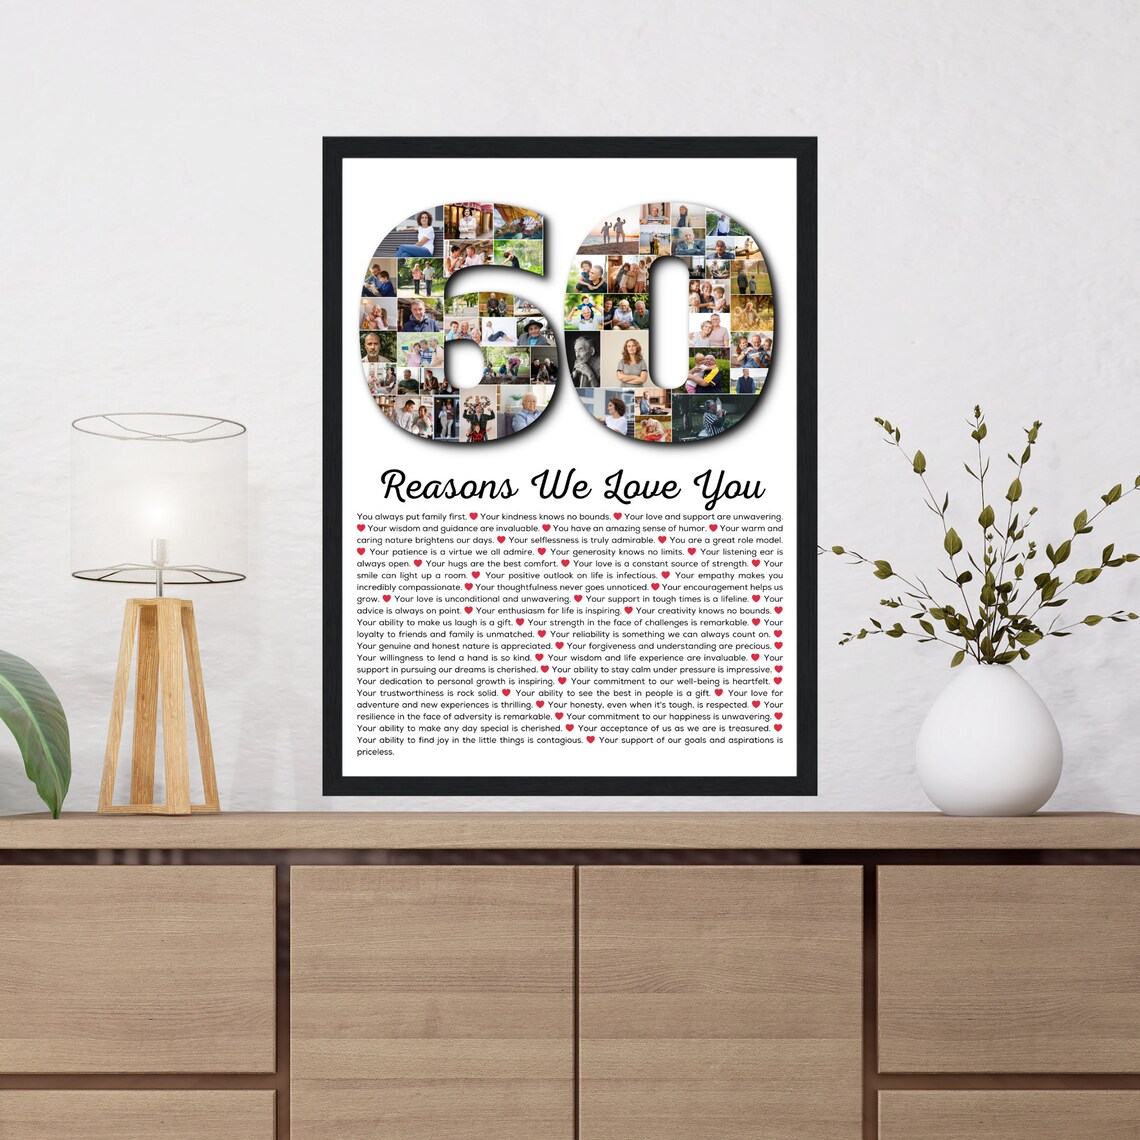 60
Reasons We Love You
You always put family first. ❤ Your kindness knows no bounds. ❤ Your love and support are unwavering.
❤ Your wisdom and guidance are invaluable. ❤ You have an amazing sense of humor. ❤ Your warm and
caring nature brightens our days. ❤ Your selflessness is truly admirable. ❤ You are a great role model.
❤ Your patience is a virtue we all admire. ❤ Your generosity knows no limits. ❤ Your listening ear is
always open. ❤ Your hugs are the best comfort. ❤ Your love is a constant source of strength. ❤ Your
smile can light up a room. ❤ Your positive outlook on life is infectious. ❤ Your empathy makes you
incredibly compassionate. ❤ Your thoughtfulness never goes unnoticed. ❤ Your encouragement helps us
grow. ❤ Your love is unconditional and unwavering. ❤ Your support in tough times is a lifeline. ❤ Your
advice is always on point. ❤ Your enthusiasm for life is inspiring. ❤ Your creativity knows no bounds. ❤
Your ability to make us laugh is a gift. ❤ Your strength in the face of challenges is remarkable. ❤ Your
loyalty to friends and family is unmatched. ❤ Your reliability is something we can always count on. ❤
Your genuine and honest nature is appreciated. ❤ Your forgiveness and understanding are precious. ❤
Your willingness to lend a hand is so kind. ❤ Your wisdom and life experience are invaluable. ❤ Your
support in pursuing our dreams is cherished. ❤ Your ability to stay calm under pressure is impressive. ❤
Your dedication to personal growth is inspiring. ❤ Your commitment to our well-being is heartfelt. ❤
Your trustworthiness is rock solid. ❤ Your ability to see the best in people is a gift. ❤ Your love for
adventure and new experiences is thrilling. ❤ Your honesty, even when it's tough, is respected. ❤ Your
resilience in the face of adversity is remarkable. ❤ Your commitment to our happiness is unwavering. ❤
Your ability to make any day special is cherished. ❤ Your acceptance of us as we are is treasured. ❤
Your ability to find joy in the little things is contagious. ❤ Your support of our goals and aspirations is
priceless.